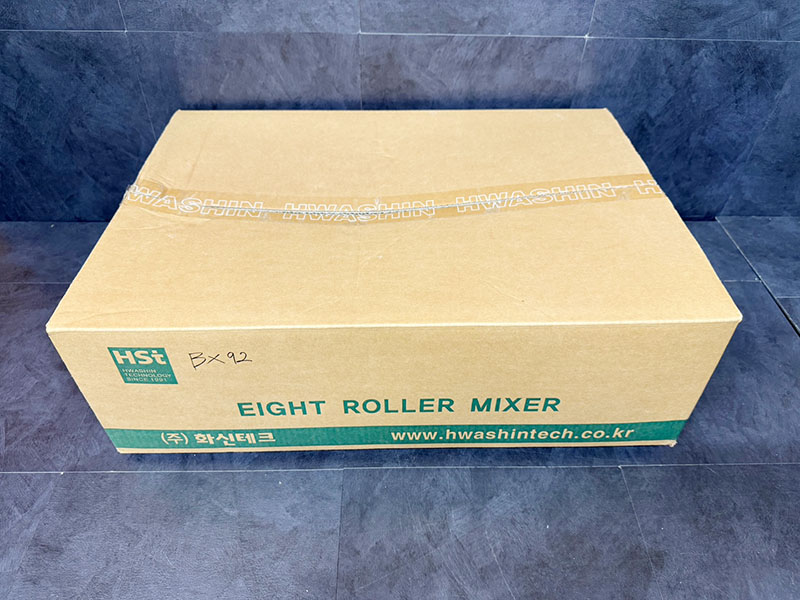 HWASHIN HWASHIN HWASHIN H
HSt
HWASHIN
TECHNOLOGY
SINCE 1991
BX92
EIGHT ROLLER MIXER
(주) 화신테크
www.hwashintech.co.kr